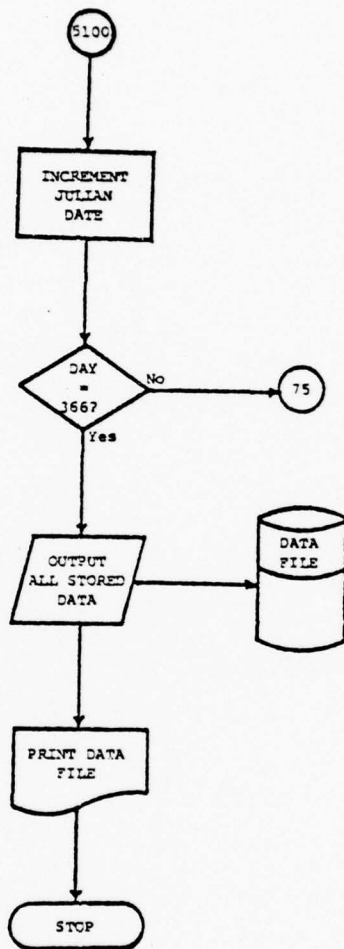 5100
INCREMENT
JULIAN
DATE
DAY
=
366?
No
75
Yes
OUTPUT
ALL STORED
DATA
DATA
FILE
PRINT DATA
FILE
STOP